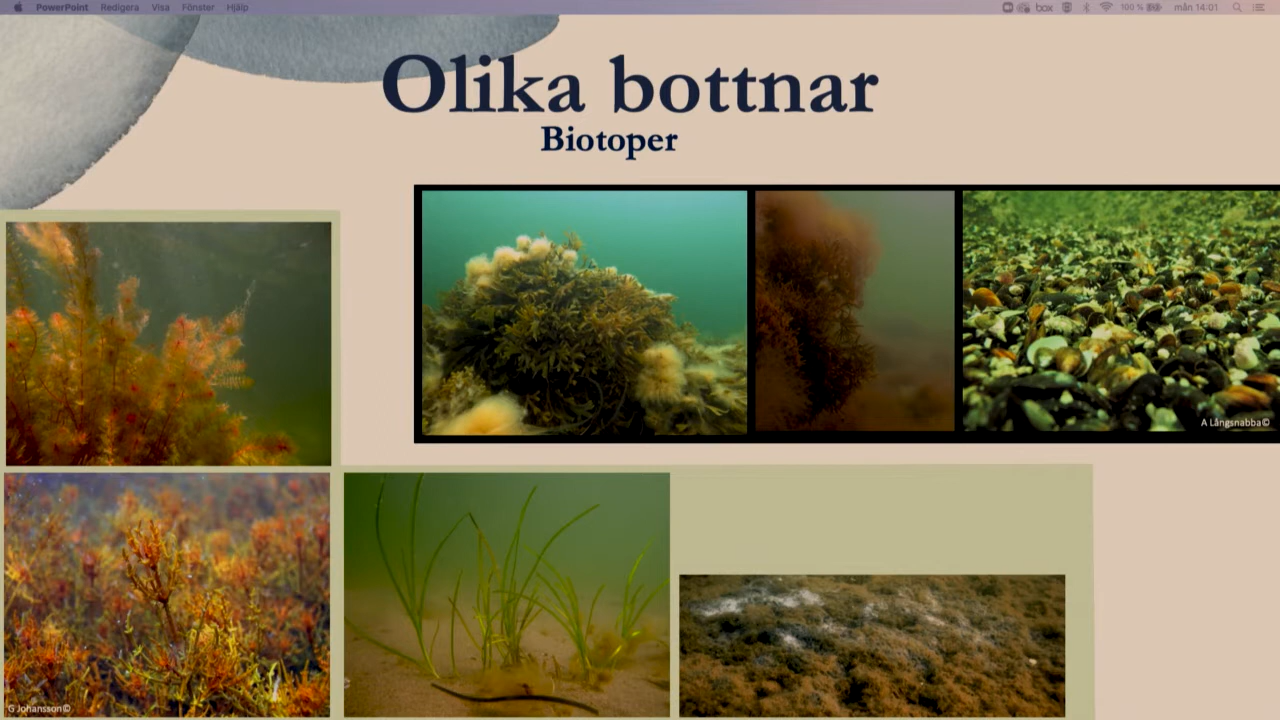 PowerPoint Redigera Visa Fönster Hjälp
box 100 % mån 14:01
Olika bottnar
Biotoper
A Långsnabba©
G Johansson©